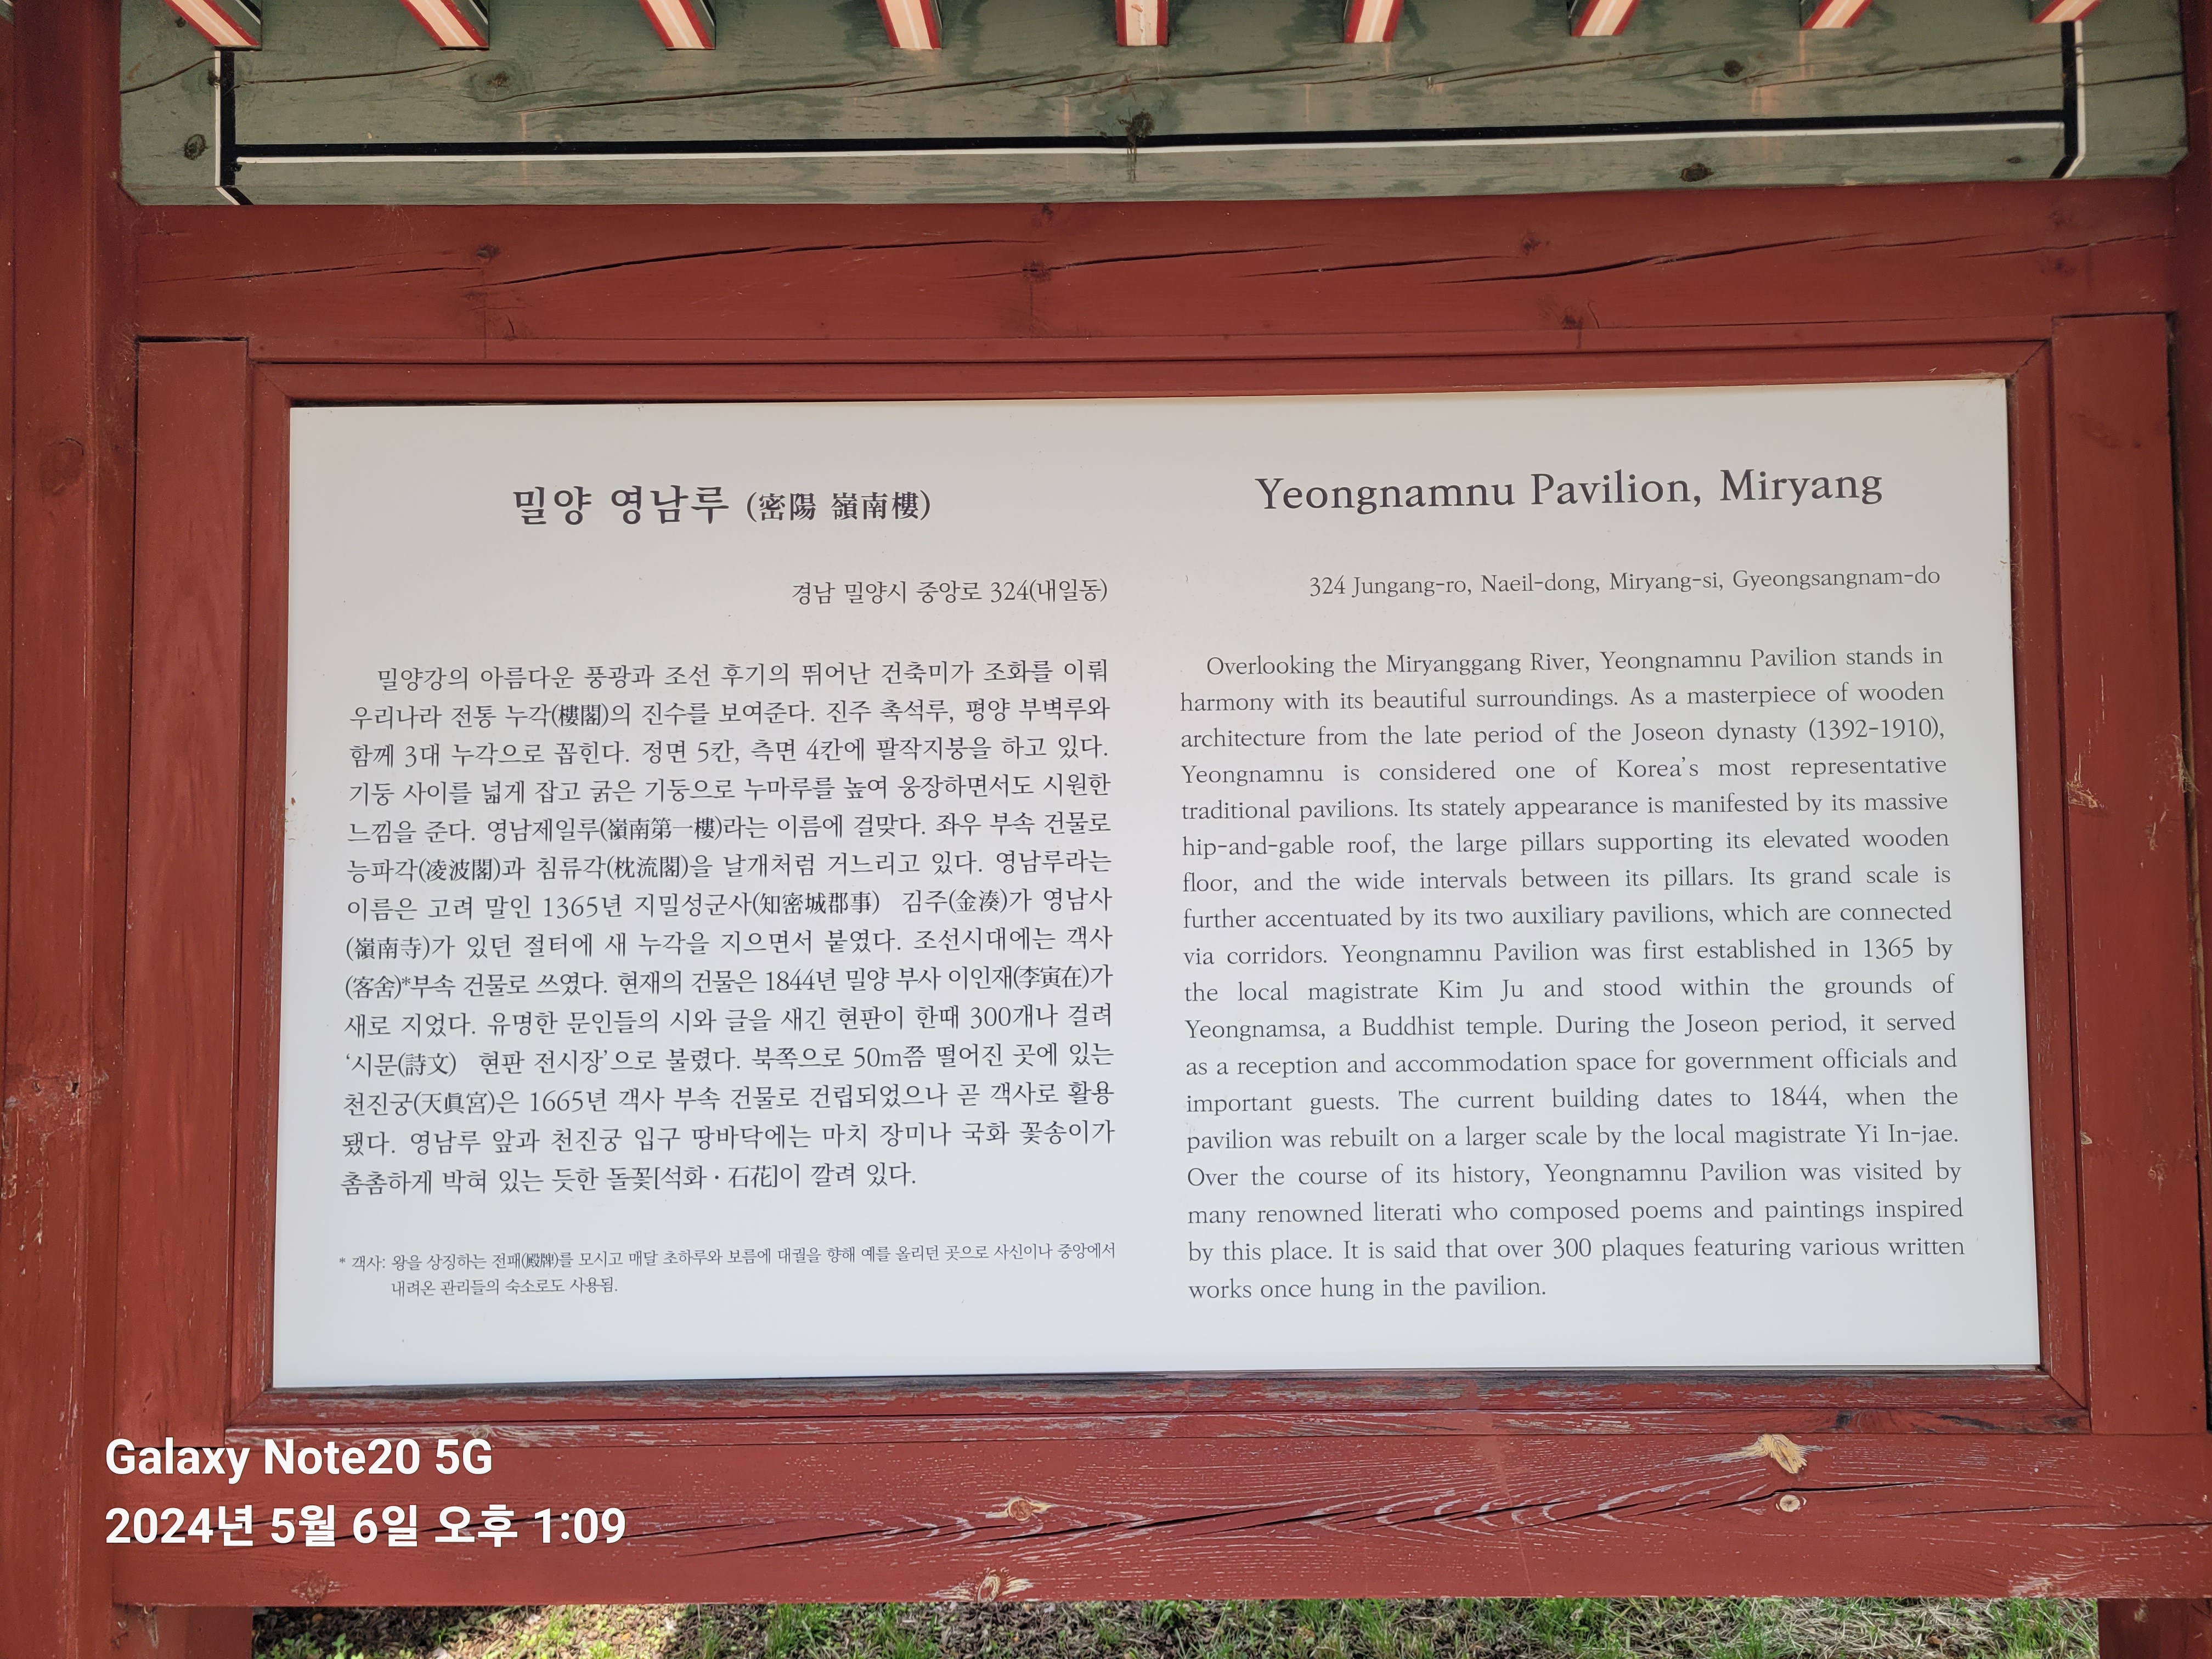 밀양 영남루 (密陽 嶺南樓)
경남 밀양시 중앙로 324(내일동)
밀양강의 아름다운 풍광과 조선 후기의 뛰어난 건축미가 조화를 이뤄
우리나라 전통 누각(樓閣)의 진수를 보여준다. 진주 촉석루, 평양 부벽루와
함께 3대 누각으로 꼽힌다. 정면 5칸, 측면 4칸에 팔작지붕을 하고 있다.
기둥 사이를 넓게 잡고 굵은 기둥으로 누마루를 높여 웅장하면서도 시원한
느낌을 준다. 영남제일루(嶺南第一樓)라는 이름에 걸맞다. 좌우 부속 건물로
능파각(凌波閣)과 침류각(枕流閣)을 날개처럼 거느리고 있다. 영남루라는
이름은 고려 말인 1365년 지밀성군사(知密城郡事) 김주(金湊)가 영남사
(嶺南寺)가 있던 절터에 새 누각을 지으면서 붙였다. 조선시대에는 객사
(客舍)*부속 건물로 쓰였다. 현재의 건물은 1844년 밀양 부사 이인재(李寅在)가
새로 지었다. 유명한 문인들의 시와 글을 새긴 현판이 한때 300개나 걸려
‘시문(詩文) 현판 전시장’으로 불렸다. 북쪽으로 50m쯤 떨어진 곳에 있는
천진궁(天眞宮)은 1665년 객사 부속 건물로 건립되었으나 곧 객사로 활용
됐다. 영남루 앞과 천진궁 입구 땅바닥에는 마치 장미나 국화 꽃송이가
촘촘하게 박혀 있는 듯한 돌꽃[석화·石花]이 깔려 있다.
* 객사: 왕을 상징하는 전패(殿牌)를 모시고 매달 초하루와 보름에 대궐을 향해 예를 올리던 곳으로 사신이나 중앙에서
내려온 관리들의 숙소로도 사용됨.
Yeongnamnu Pavilion, Miryang
324 Jungang-ro, Naeil-dong, Miryang-si, Gyeongsangnam-do
Overlooking the Miryanggang River, Yeongnamnu Pavilion stands in
harmony with its beautiful surroundings. As a masterpiece of wooden
architecture from the late period of the Joseon dynasty (1392-1910),
Yeongnamnu is considered one of Korea's most representative
traditional pavilions. Its stately appearance is manifested by its massive
hip-and-gable roof, the large pillars supporting its elevated wooden
floor, and the wide intervals between its pillars. Its grand scale is
further accentuated by its two auxiliary pavilions, which are connected
via corridors. Yeongnamnu Pavilion was first established in 1365 by
the local magistrate Kim Ju and stood within the grounds of
Yeongnamsa, a Buddhist temple. During the Joseon period, it served
as a reception and accommodation space for government officials and
important guests. The current building dates to 1844, when the
pavilion was rebuilt on a larger scale by the local magistrate Yi In-jae.
Over the course of its history, Yeongnamnu Pavilion was visited by
many renowned literati who composed poems and paintings inspired
by this place. It is said that over 300 plaques featuring various written
works once hung in the pavilion.
Galaxy Note20 5G
2024년 5월 6일 오후 1:09